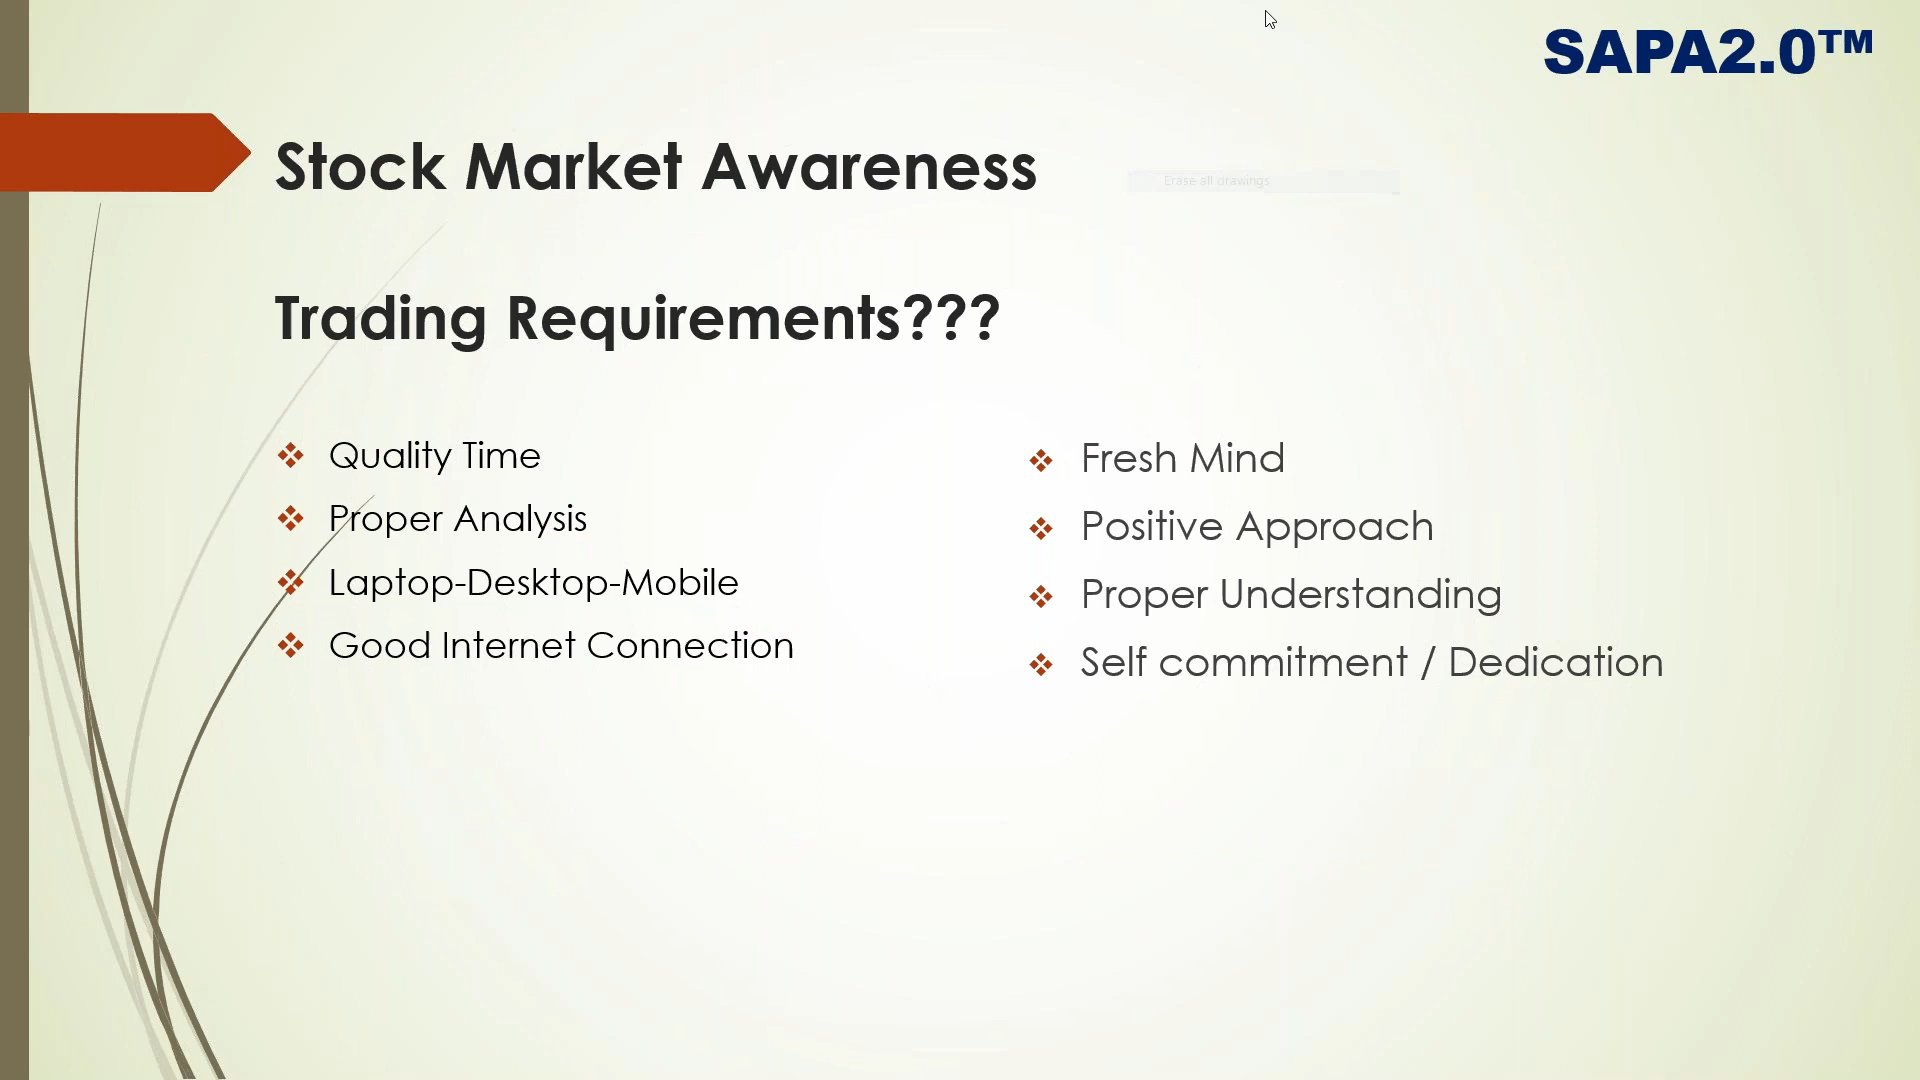 SAPA2.0™
Stock Market Awareness
Erase all drawings
Trading Requirements???
Quality Time
Proper Analysis
Laptop-Desktop-Mobile
Good Internet Connection
Fresh Mind
Positive Approach
Proper Understanding
Self commitment / Dedication